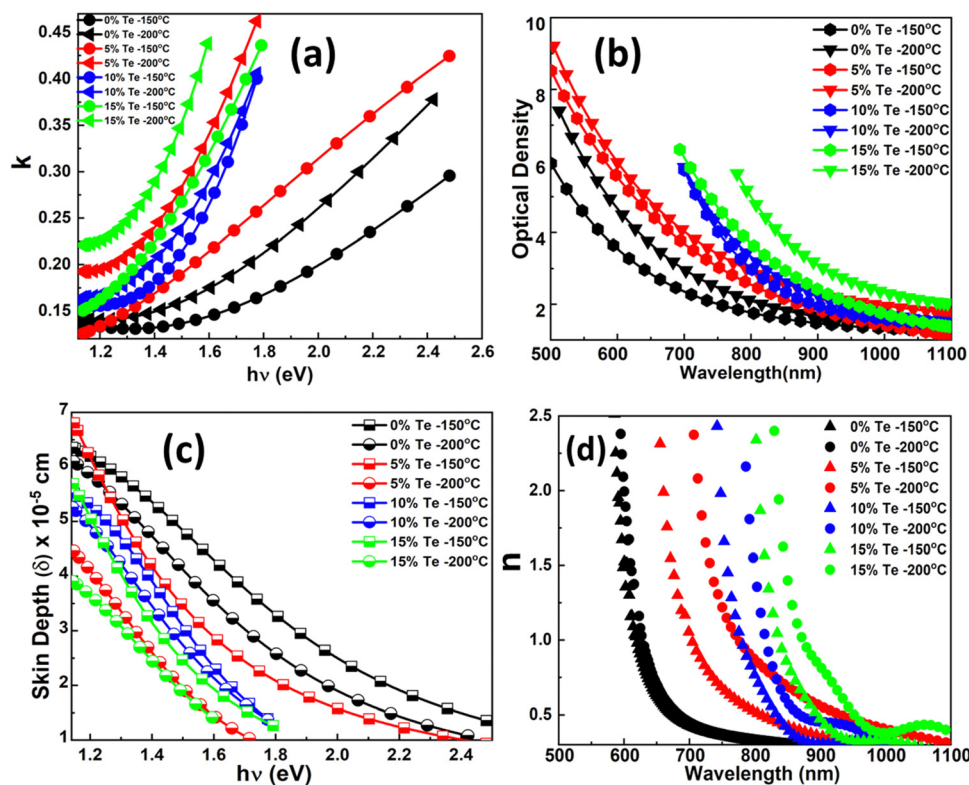 (a)
0% Te -150°C
0% Te -200°C
5% Te -150°C
5% Te -200°C
10% Te -150°C
10% Te -200°C
15% Te -150°C
15% Te -200°C
k
0.45
0.40
0.35
0.30
0.25
0.20
0.15
1.2 1.4 1.6 1.8 2.0 2.2 2.4 2.6
hν (eV)
(b)
0% Te -150°C
0% Te -200°C
5% Te -150°C
5% Te -200°C
10% Te -150°C
10% Te -200°C
15% Te -150°C
15% Te -200°C
Optical Density
10
8
6
4
2
500 600 700 800 900 1000 1100
Wavelength(nm)
(c)
0% Te -150°C
0% Te -200°C
5% Te -150°C
5% Te -200°C
10% Te -150°C
10% Te -200°C
15% Te -150°C
15% Te -200°C
Skin Depth (δ) x 10⁻⁵ cm
7
6
5
4
3
2
1
1.2 1.4 1.6 1.8 2.0 2.2 2.4
hν (eV)
(d)
0% Te -150°C
0% Te -200°C
5% Te -150°C
5% Te -200°C
10% Te -150°C
10% Te -200°C
15% Te -150°C
15% Te -200°C
n
2.5
2.0
1.5
1.0
0.5
500 600 700 800 900 1000 1100
Wavelength (nm)